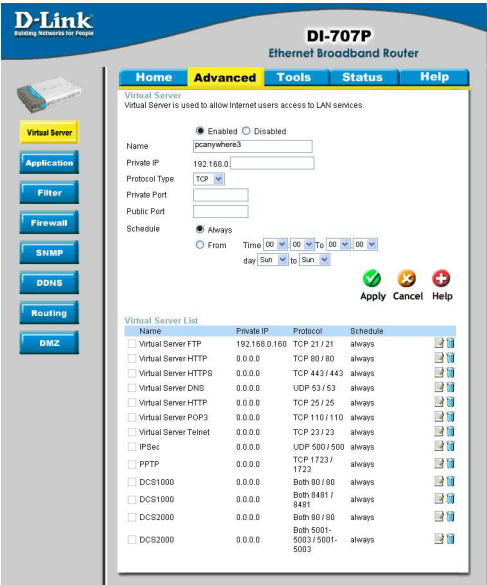 D-Link
Building Networks for People
DI-707P
Ethernet Broadband Router
Home Advanced Tools Status Help
Virtual Server
Application
Filter
Firewall
SNMP
DDNS
Routing
DMZ
Virtual Server
Virtual Server is used to allow Internet users access to LAN services.
Enabled Disabled
Name pcanywhere3
Private IP 192.168.0.
Protocol Type TCP
Private Port
Public Port
Schedule Always
From Time 00 : 00 To 00 : 00
day Sun to Sun
Apply Cancel Help
Virtual Server List
Name Private IP Protocol Schedule
Virtual Server FTP 192.168.0.160 TCP 21 / 21 always
Virtual Server HTTP 0.0.0.0 TCP 80 / 80 always
Virtual Server HTTPS 0.0.0.0 TCP 443 / 443 always
Virtual Server DNS 0.0.0.0 UDP 53 / 53 always
Virtual Server HTTP 0.0.0.0 TCP 25 / 25 always
Virtual Server POP3 0.0.0.0 TCP 110 / 110 always
Virtual Server Telnet 0.0.0.0 TCP 23 / 23 always
IPSec 0.0.0.0 UDP 500 / 500 always
PPTP 0.0.0.0 TCP 1723 / 1723 always
DCS1000 0.0.0.0 Both 80 / 80 always
DCS1000 0.0.0.0 Both 8481 / 8481 always
DCS2000 0.0.0.0 Both 80 / 80 always
DCS2000 0.0.0.0 Both 5001-5003 / 5001-5003 always